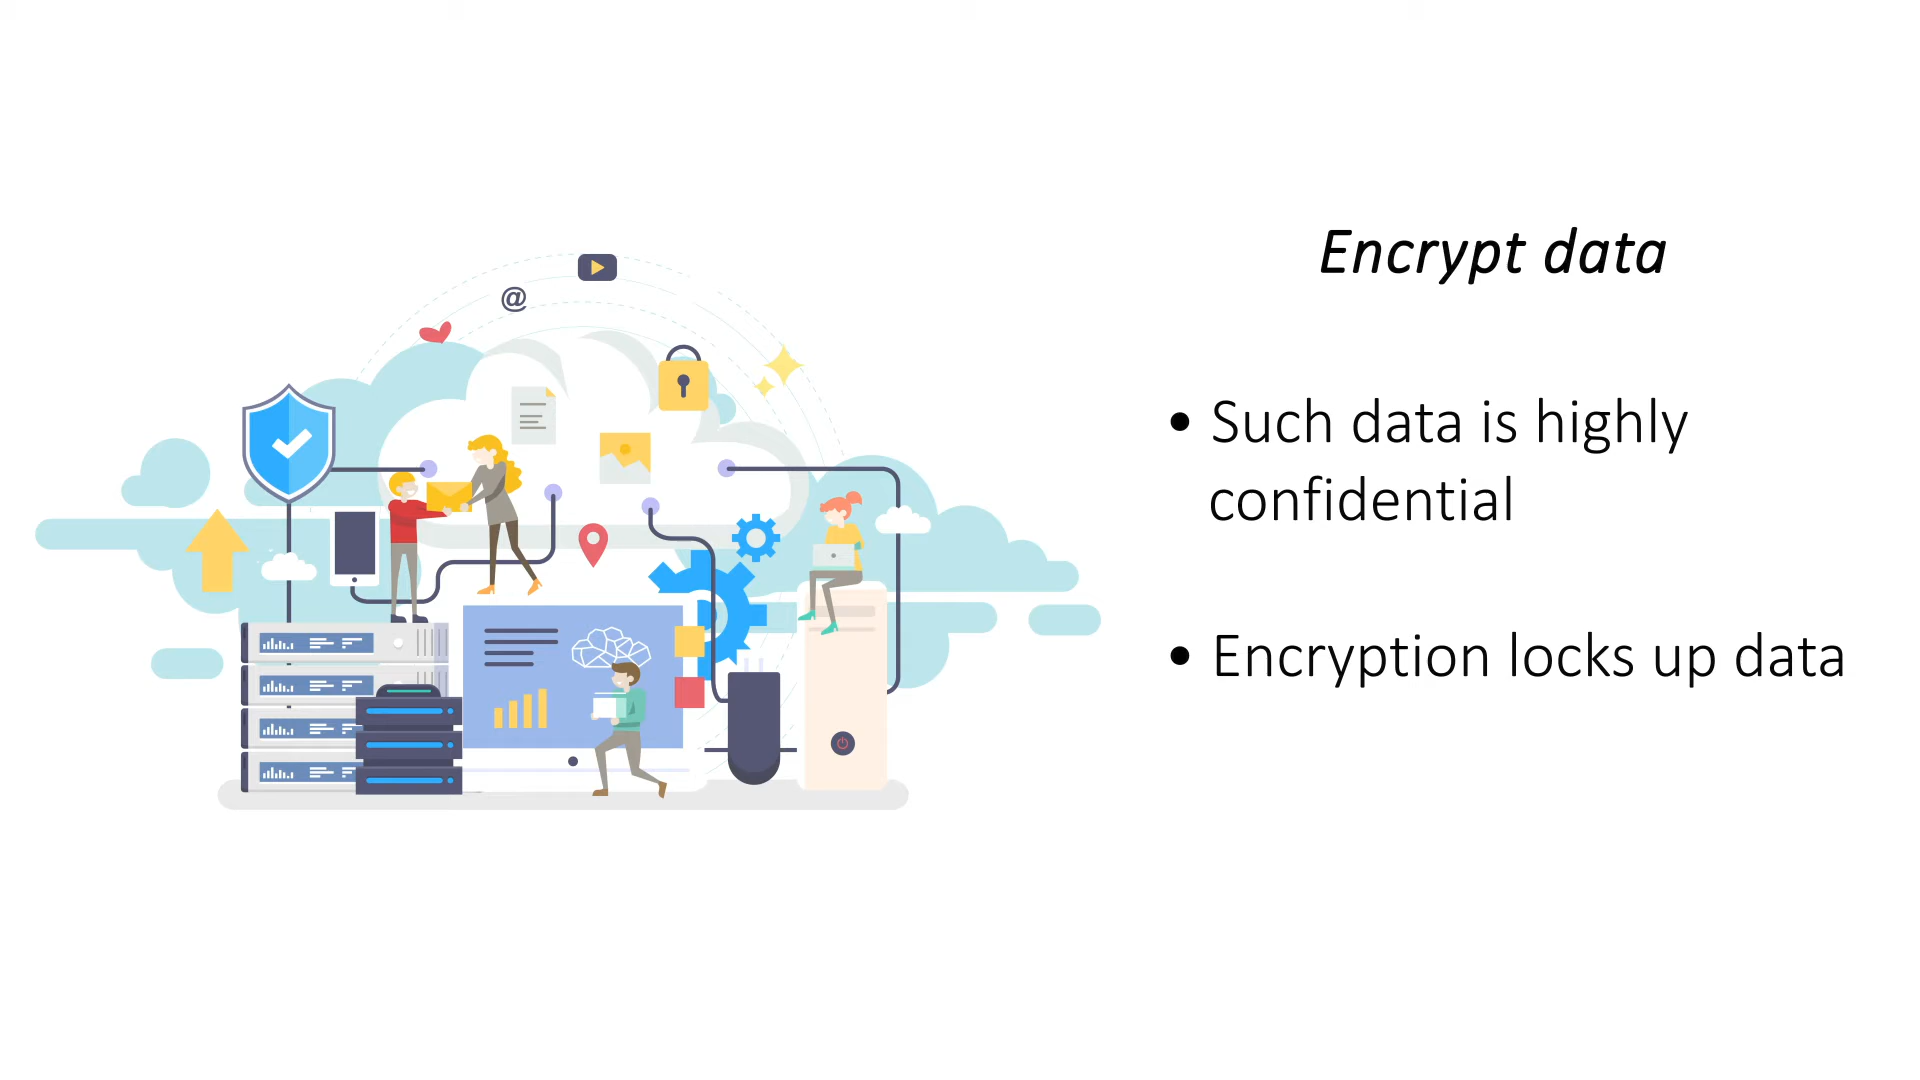 Encrypt data
• Such data is highly
confidential
• Encryption locks up data
@